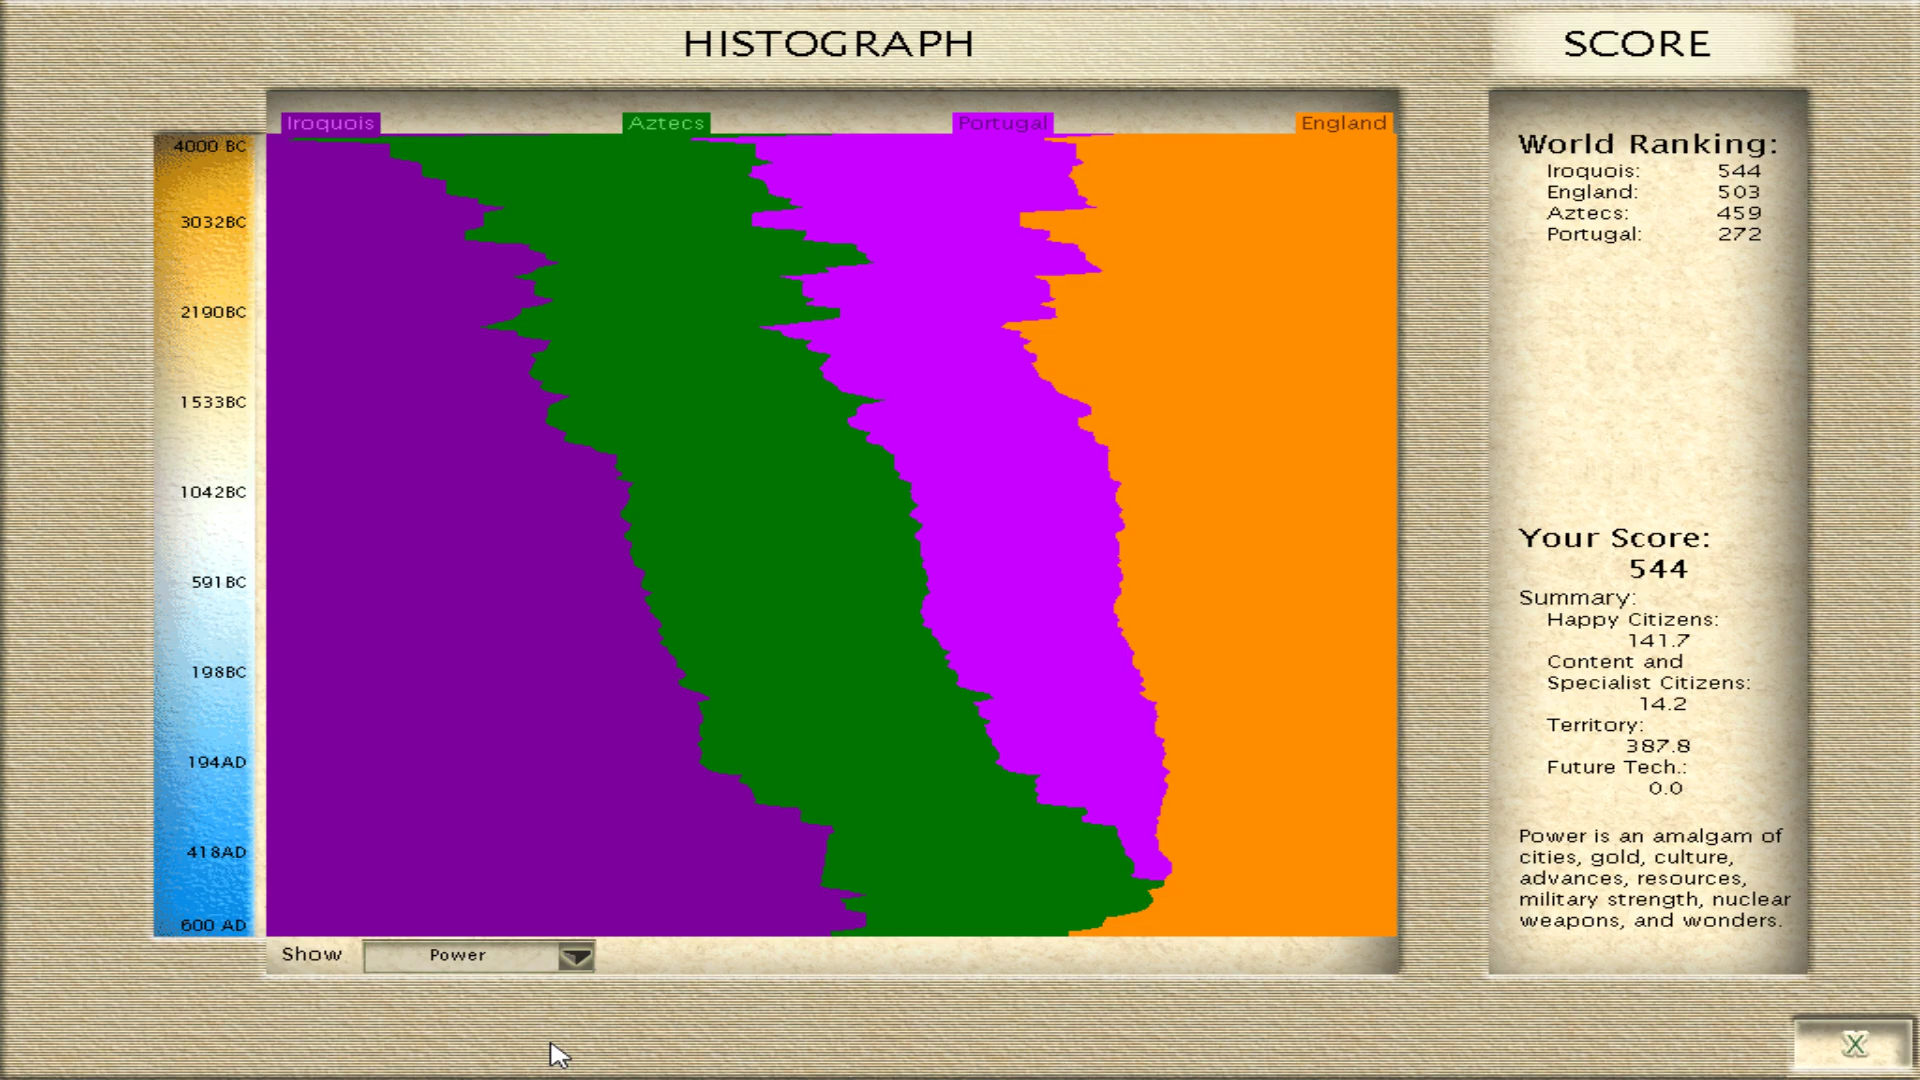 HISTOGRAPH
SCORE
Iroquois
Aztecs
Portugal
England
4000 BC
3032BC
2190BC
1533BC
1042BC
591BC
198BC
194AD
418AD
600 AD
Show
Power
World Ranking:
Iroquois: 544
England: 503
Aztecs: 459
Portugal: 272
Your Score:
544
Summary:
Happy Citizens:
141.7
Content and
Specialist Citizens:
14.2
Territory:
387.8
Future Tech.:
0.0
Power is an amalgam of
cities, gold, culture,
advances, resources,
military strength, nuclear
weapons, and wonders.
X